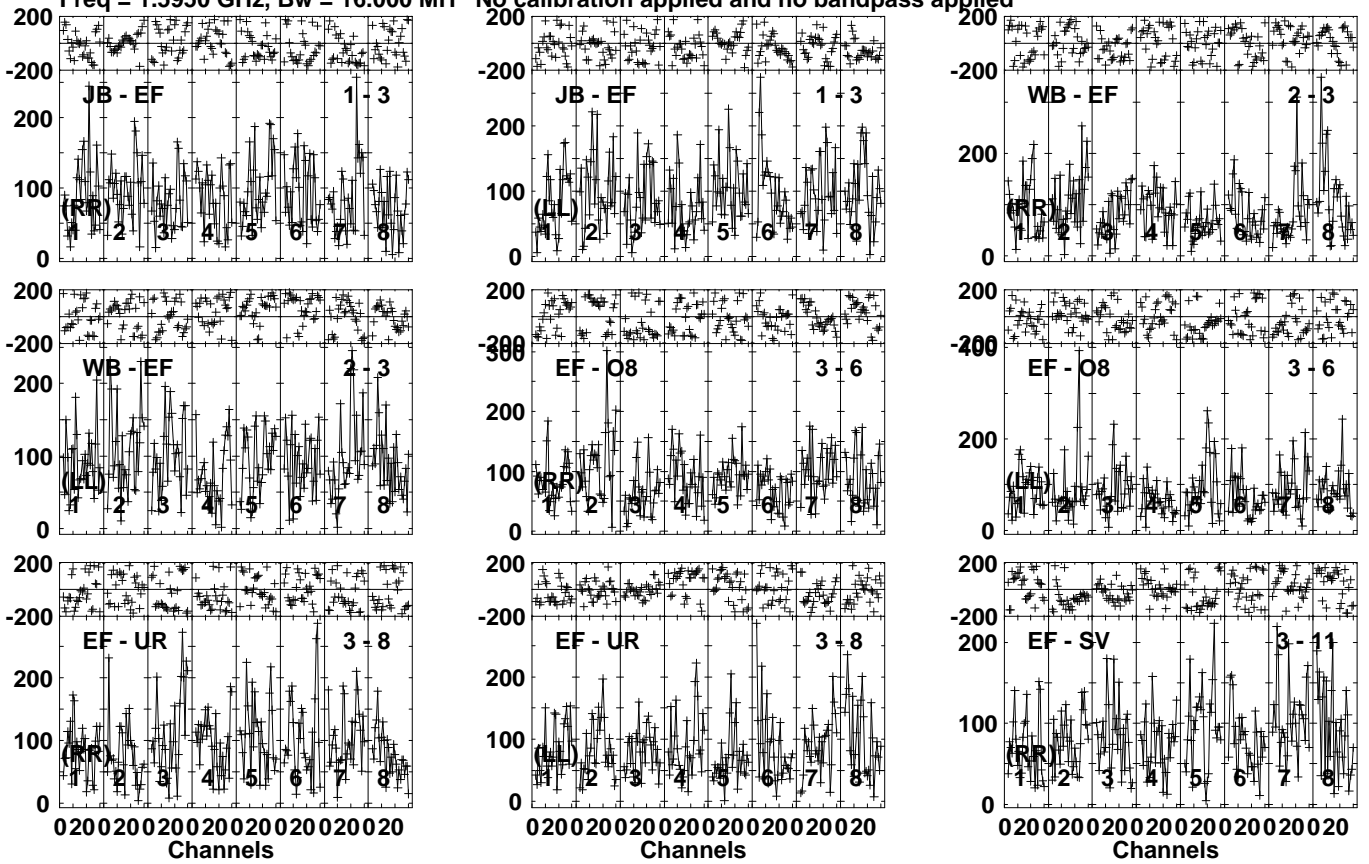 Freq = 1.5950 GHz, Bw = 16.000 MH No calibration applied and no bandpass applied
200 200 200
-200 -200 -200
JB - EF 1 - 3 JB - EF 1 - 3 WB - EF 2 - 3
200 200 200
100 100
(RR) (LL) (RR)
1 2 3 4 5 6 7 8 1 2 3 4 5 6 7 8 1 2 3 4 5 6 7 8
0 0 0
200 200 200
-200 -200 -200
300 400
WB - EF 2 - 3 EF - O8 3 - 6 EF - O8 3 - 6
200 200 200
100 100
(LL) (RR) (LL)
1 2 3 4 5 6 7 8 1 2 3 4 5 6 7 8 1 2 3 4 5 6 7 8
0 0 0
200 200 200
-200 -200 -200
EF - UR 3 - 8 EF - UR 3 - 8 EF - SV 3 - 11
200 200 200
100 100 100
(RR) (LL) (RR)
1 2 3 4 5 6 7 8 1 2 3 4 5 6 7 8 1 2 3 4 5 6 7 8
0 0 0
0 20 0 20 0 20 0 20 0 20 0 20 0 20 0 20 0 20 0 20 0 20 0 20 0 20 0 20 0 20 0 20 0 20 0 20 0 20 0 20 0 20 0 20 0 20 0 20
Channels Channels Channels